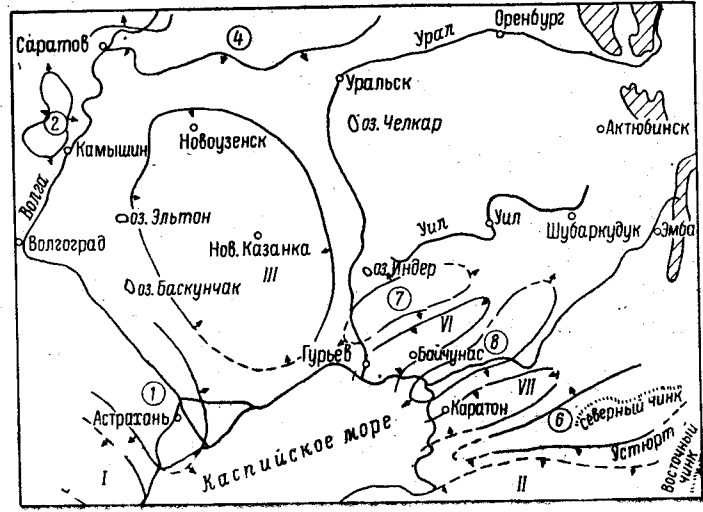 Оренбург
Саратов
4
Урал
Уральск
2
оз. Челкар
Новоузенск
Актюбинск
Камышин
Волга
оз. Эльтон
Уил
Уил
Шубаркудук
Эмба
Волгоград
Нов. Казанка
III
оз. Индер
оз. Баскунчак
7
VI
8
Гурьев
Байчунас
VII
1
Астрахань
Каратон
6
Северный чинк
Каспийское море
Устюрт
Восточный
чинк
I
II